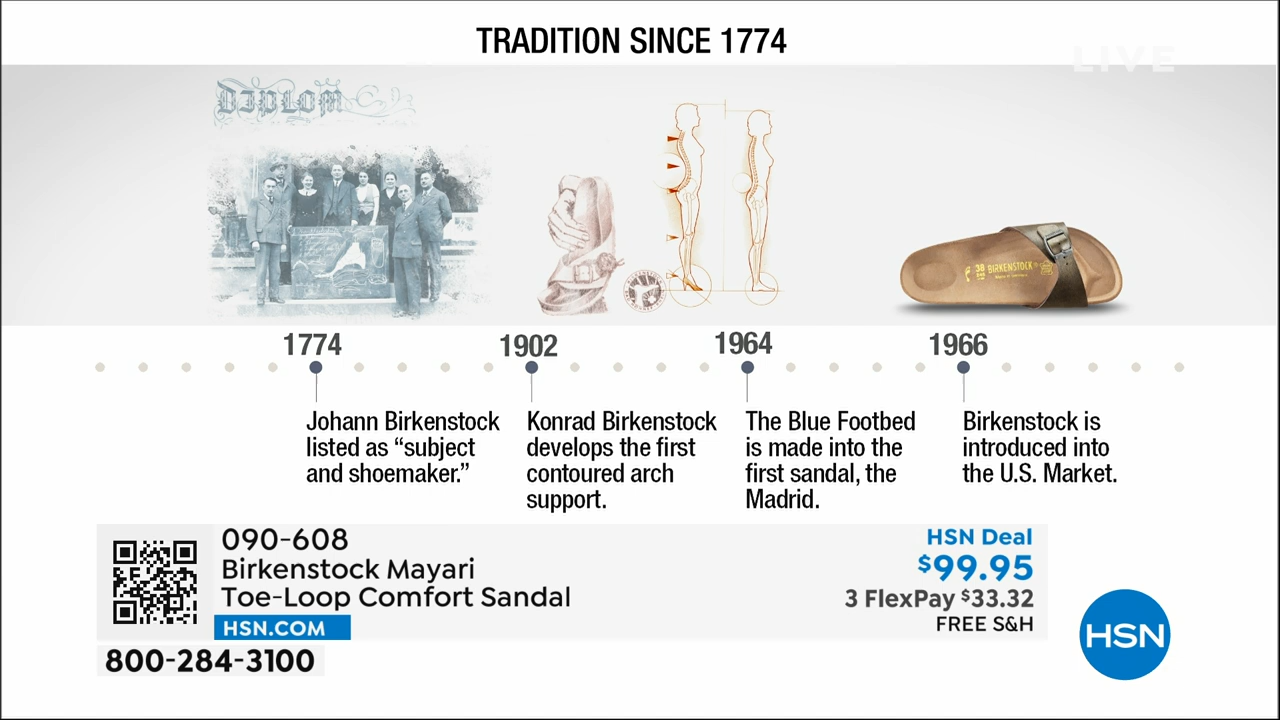 TRADITION SINCE 1774
LIVE
Diplom
38
BIRKENSTOCK
1774
1902
1964
1966
Johann Birkenstock
listed as “subject
and shoemaker.”
Konrad Birkenstock
develops the first
contoured arch
support.
The Blue Footbed
is made into the
first sandal, the
Madrid.
Birkenstock is
introduced into
the U.S. Market.
090-608
Birkenstock Mayari
Toe-Loop Comfort Sandal
HSN.COM
800-284-3100
HSN Deal
$99.95
3 FlexPay $33.32
FREE S&H
HSN